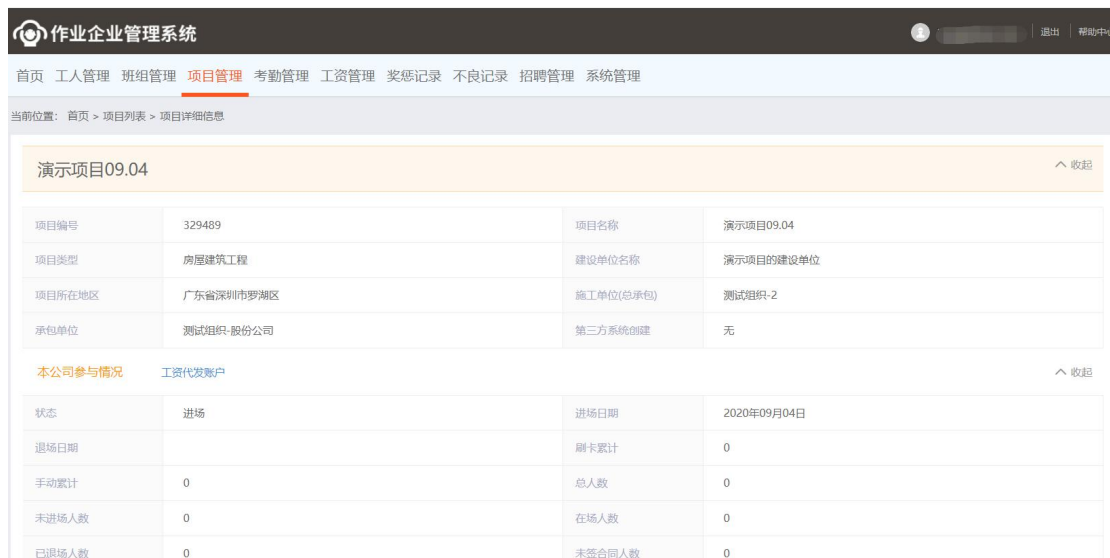 作业企业管理系统
退出 帮助中心
首页 工人管理 班组管理 项目管理 考勤管理 工资管理 奖惩记录 不良记录 招聘管理 系统管理
当前位置： 首页 > 项目列表 > 项目详细信息
演示项目09.04 收起
项目编号 329489 项目名称 演示项目09.04
项目类型 房屋建筑工程 建设单位名称 演示项目的建设单位
项目所在地区 广东省深圳市罗湖区 施工单位(总承包) 测试组织-2
承包单位 测试组织-股份公司 第三方系统创建 无
本公司参与情况 工资代发账户 收起
状态 进场 进场日期 2020年09月04日
退场日期 刷卡累计 0
手动累计 0 总人数 0
未进场人数 0 在场人数 0
已退场人数 0 未签合同人数 0